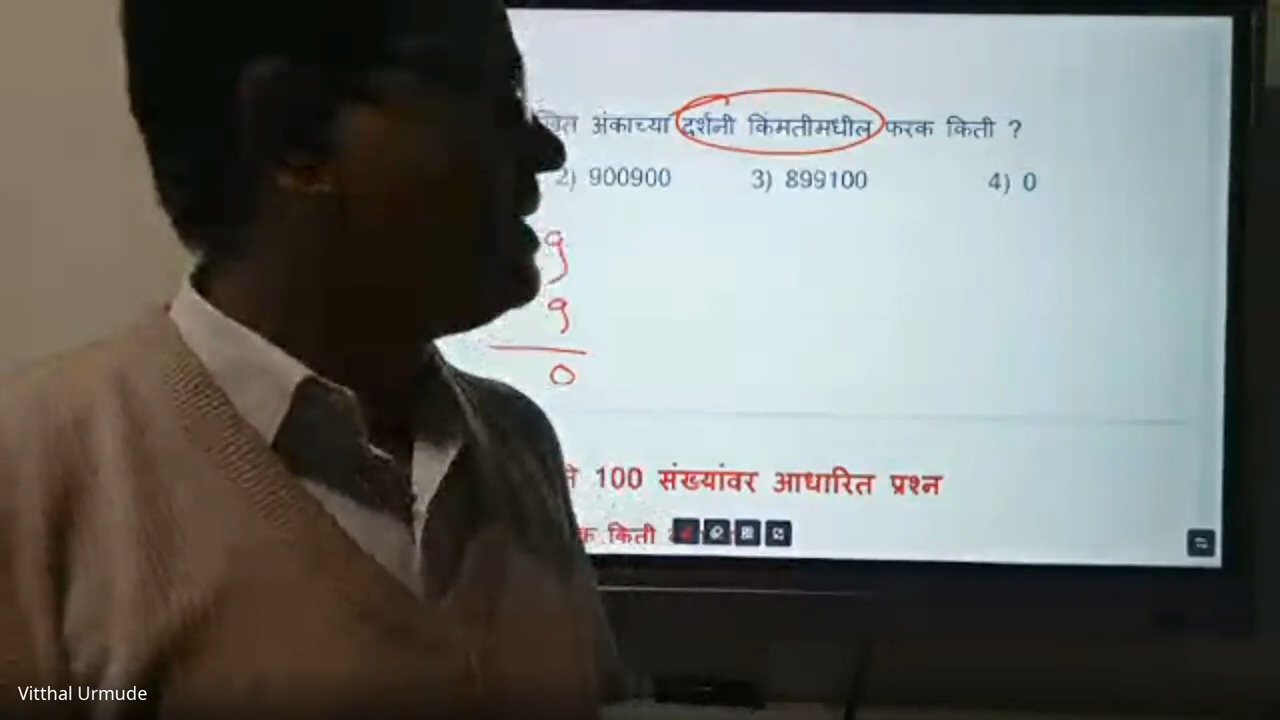 अंकाच्या दर्शनी किंमतीमधील फरक किती ?
2) 900900 3) 899100 4) 0
9
9
0
100 संख्यांवर आधारित प्रश्न
किती
Vitthal Urmude